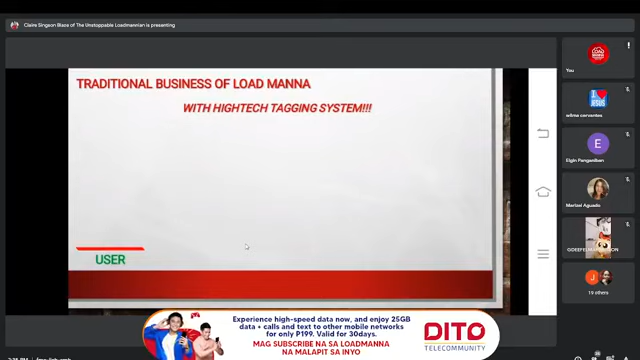 Claire Singson Blaze of The Unstoppable Loadmannian is presenting
TRADITIONAL BUSINESS OF LOAD MANNA
WITH HIGHTECH TAGGING SYSTEM!!!
USER
You
wilma cervantes
E
Elgin Panganiban
Marizel Aguado
J
19 others
Experience high-speed data now, and enjoy 25GB
data + calls and text to other mobile networks
for only P199. Valid for 30days.
MAG SUBSCRIBE NA SA LOADMANNA
NA MALAPIT SA INYO
DITO
TELECOMMUNITY